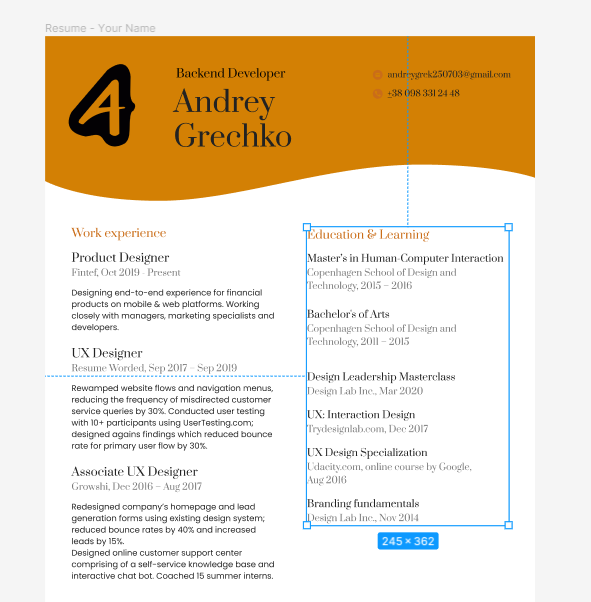 Resume - Your Name
Backend Developer
Andrey
Grechko
andreygrek250703@gmail.com
+38 098 331 24 48
Work experience
Product Designer
Fintef, Oct 2019 - Present
Designing end-to-end experience for financial
products on mobile & web platforms. Working
closely with managers, marketing specialists and
developers.
UX Designer
Resume Worded, Sep 2017 – Sep 2019
Rewamped website flows and navigation menus,
reducing the frequency of misdirected customer
service queries by 30%. Conducted user testing
with 10+ participants using UserTesting.com;
designed agains findings which reduced bounce
rate for primary user flow by 30%.
Associate UX Designer
Growshi, Dec 2016 – Aug 2017
Redesigned company's homepage and lead
generation forms using existing design system;
reduced bounce rates by 40% and increased
leads by 15%.
Designed online customer support center
comprising of a self-service knowledge base and
interactive chat bot. Coached 15 summer interns.
Education & Learning
Master's in Human-Computer Interaction
Copenhagen School of Design and
Technology, 2015 – 2016
Bachelor's of Arts
Copenhagen School of Design and
Technology, 2011 – 2015
Design Leadership Masterclass
Design Lab Inc., Mar 2020
UX: Interaction Design
Trydesignlab.com, Dec 2017
UX Design Specialization
Udacity.com, online course by Google,
Aug 2016
Branding fundamentals
Design Lab Inc., Nov 2014
245 × 362